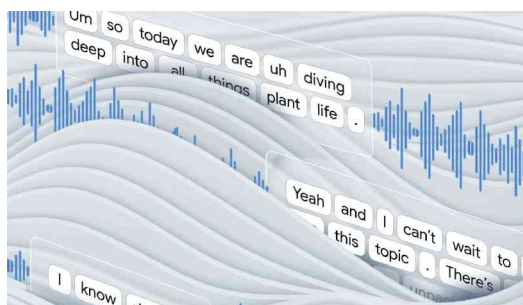 Um so today we are uh diving
deep into all things plant life .
Yeah and I can't wait to
this topic . There's
I know